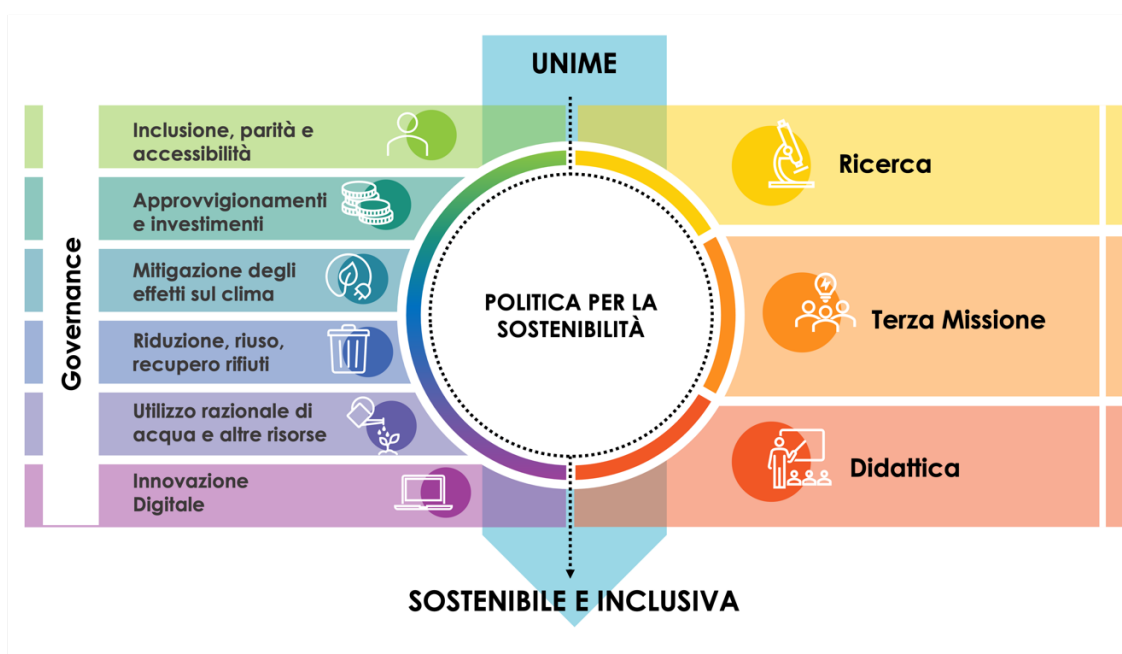 UNIME
Governance
Inclusione, parità e
accessibilità
Approvvigionamenti
e investimenti
Mitigazione degli
effetti sul clima
Riduzione, riuso,
recupero rifiuti
Utilizzo razionale di
acqua e altre risorse
Innovazione
Digitale
POLITICA PER LA
SOSTENIBILITÀ
Ricerca
Terza Missione
Didattica
SOSTENIBILE E INCLUSIVA